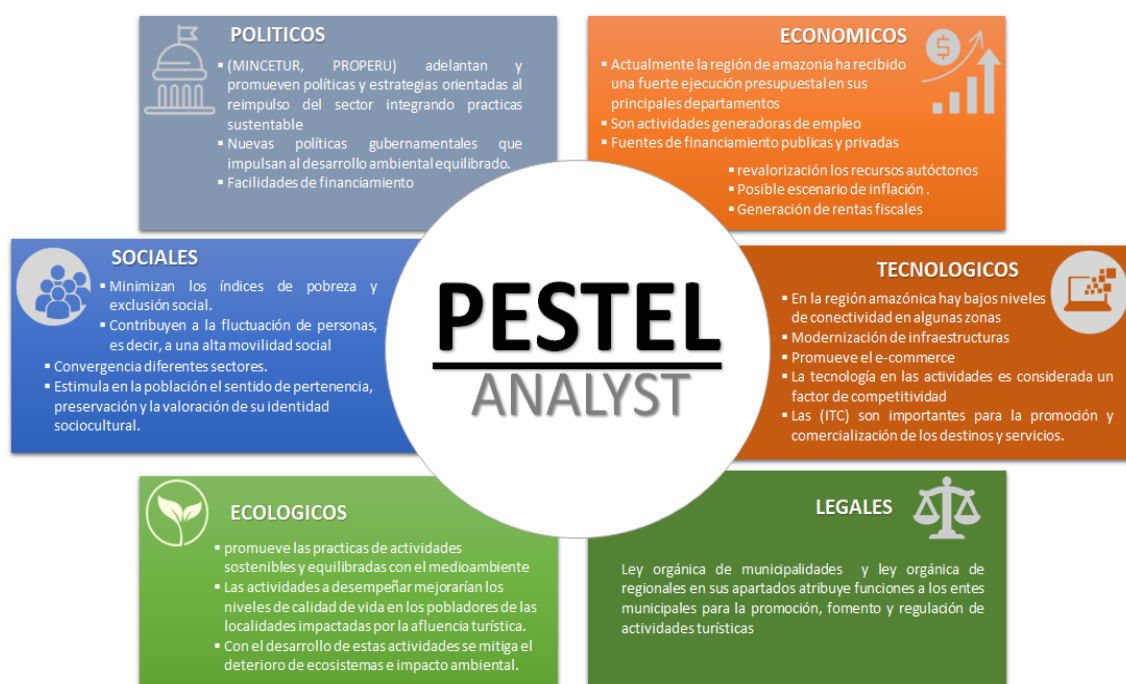 POLITICOS
▪ (MINCETUR, PROPERU) adelantan y
promueven políticas y estrategias orientadas al
reimpulso del sector integrando practicas
sustentable
▪ Nuevas políticas gubernamentales que
impulsan al desarrollo ambiental equilibrado.
▪ Facilidades de financiamiento
ECONOMICOS
▪ Actualmente la región de amazonia ha recibido
una fuerte ejecución presupuestal en sus
principales departamentos
▪ Son actividades generadoras de empleo
▪ Fuentes de financiamiento publicas y privadas
▪ revalorización los recursos autóctonos
▪ Posible escenario de inflación .
▪ Generación de rentas fiscales
SOCIALES
▪ Minimizan los índices de pobreza y
exclusión social.
▪ Contribuyen a la fluctuación de personas,
es decir, a una alta movilidad social
▪ Convergencia diferentes sectores.
▪ Estimula en la población el sentido de pertenencia,
preservación y la valoración de su identidad
sociocultural.
PESTEL
ANALYST
TECNOLOGICOS
▪ En la región amazónica hay bajos niveles
de conectividad en algunas zonas
▪ Modernización de infraestructuras
▪ Promueve el e-commerce
▪ La tecnología en las actividades es considerada un
factor de competitividad
▪ Las (ITC) son importantes para la promoción y
comercialización de los destinos y servicios.
ECOLOGICOS
▪ promueve las practicas de actividades
sostenibles y equilibradas con el medioambiente
▪ Las actividades a desempeñar mejorarían los
niveles de calidad de vida en los pobladores de las
localidades impactadas por la afluencia turística.
▪ Con el desarrollo de estas actividades se mitiga el
deterioro de ecosistemas e impacto ambiental.
LEGALES
Ley orgánica de municipalidades y ley orgánica de
regionales en sus apartados atribuye funciones a los entes
municipales para la promoción, fomento y regulación de
actividades turísticas